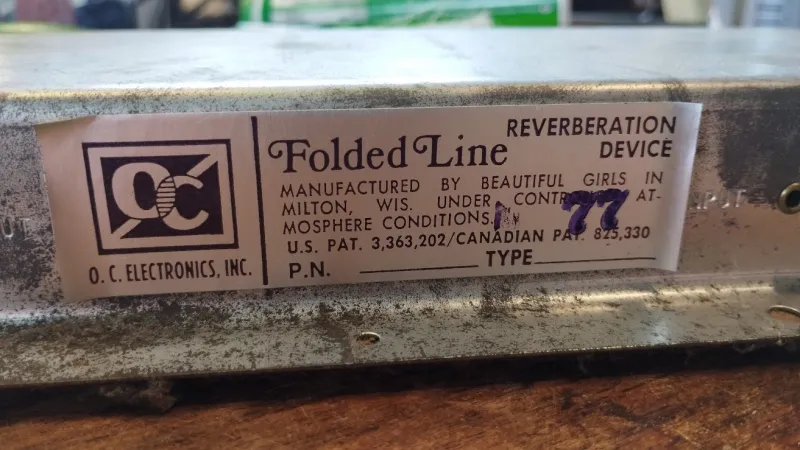 OC
O. C. ELECTRONICS, INC.
Folded Line
REVERBERATION
DEVICE
MANUFACTURED BY BEAUTIFUL GIRLS IN
MILTON, WIS. UNDER CONTROLLED AT-
MOSPHERE CONDITIONS.
77
U.S. PAT. 3,363,202/CANADIAN PAT. 825,330
P.N. TYPE